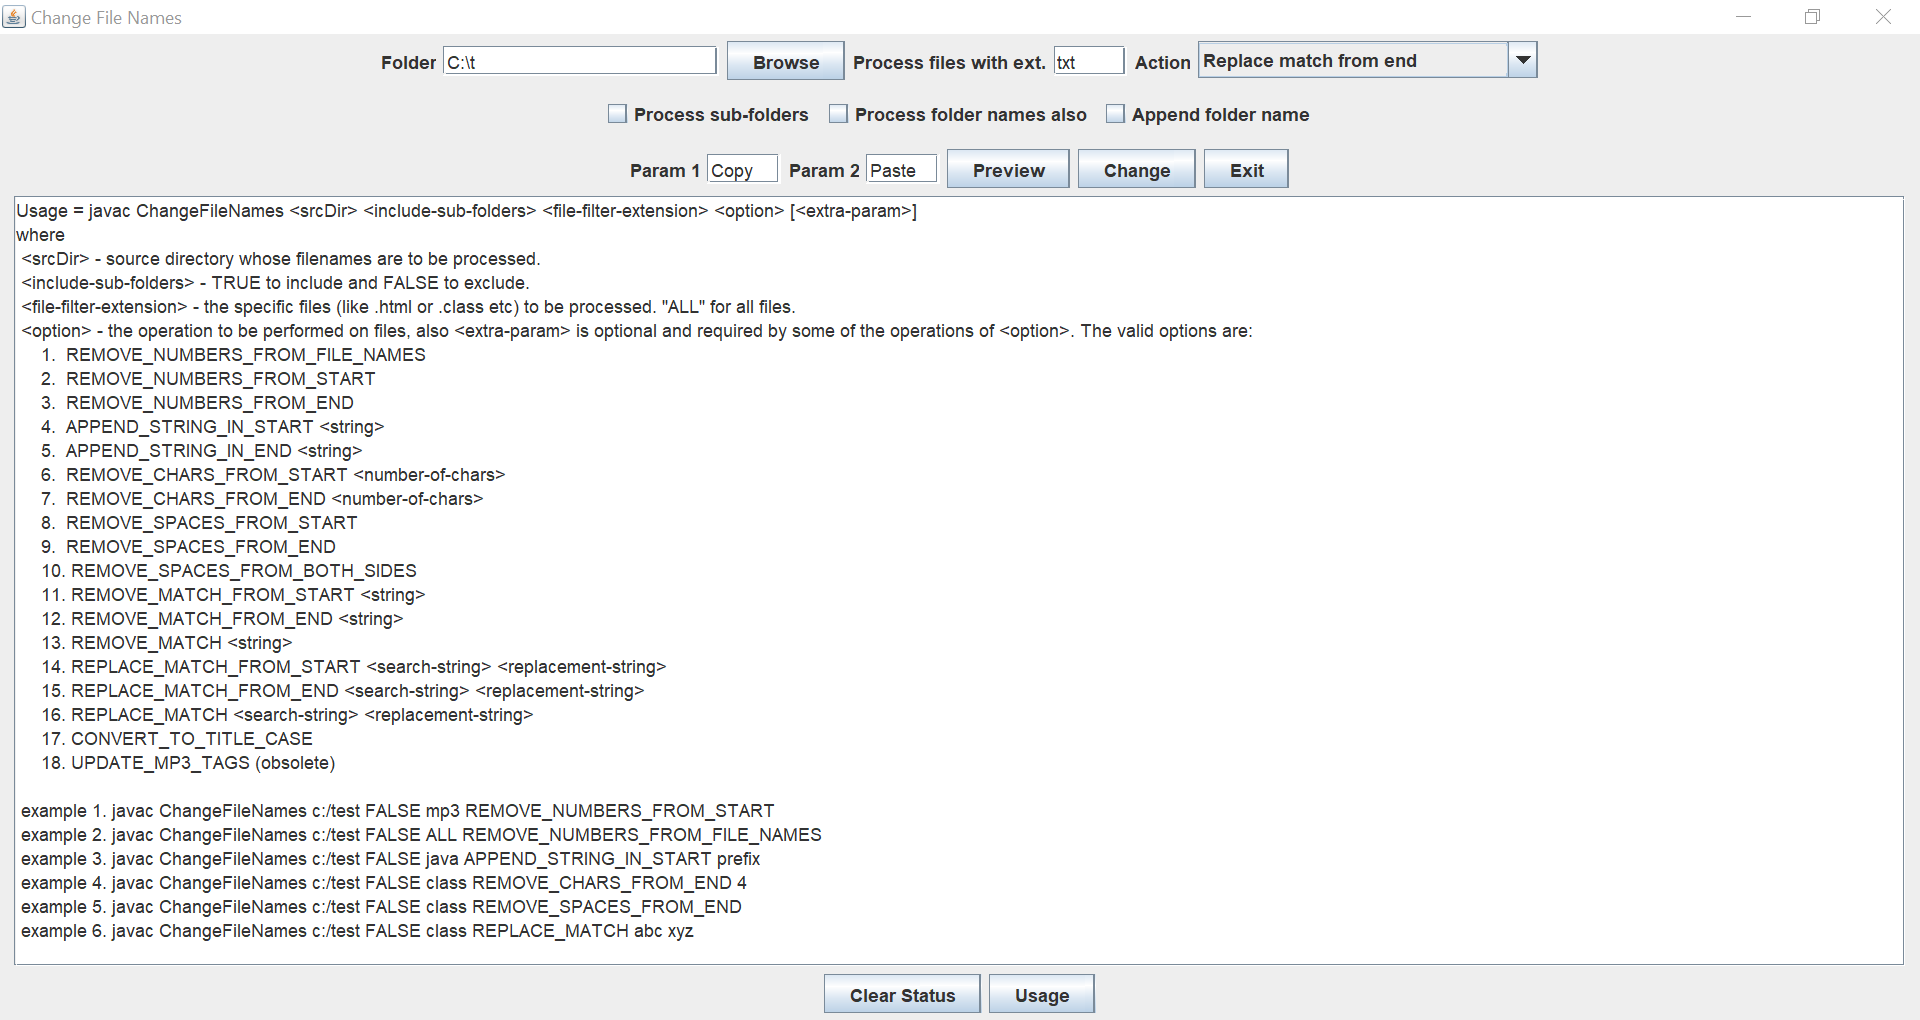 Change File Names
Folder C:\t Browse Process files with ext. txt Action Replace match from end
Process sub-folders Process folder names also Append folder name
Param 1 Copy Param 2 Paste Preview Change Exit
Usage = javac ChangeFileNames <srcDir> <include-sub-folders> <file-filter-extension> <option> [<extra-param>]
where
<srcDir> - source directory whose filenames are to be processed.
<include-sub-folders> - TRUE to include and FALSE to exclude.
<file-filter-extension> - the specific files (like .html or .class etc) to be processed. "ALL" for all files.
<option> - the operation to be performed on files, also <extra-param> is optional and required by some of the operations of <option>. The valid options are:
1. REMOVE_NUMBERS_FROM_FILE_NAMES
2. REMOVE_NUMBERS_FROM_START
3. REMOVE_NUMBERS_FROM_END
4. APPEND_STRING_IN_START <string>
5. APPEND_STRING_IN_END <string>
6. REMOVE_CHARS_FROM_START <number-of-chars>
7. REMOVE_CHARS_FROM_END <number-of-chars>
8. REMOVE_SPACES_FROM_START
9. REMOVE_SPACES_FROM_END
10. REMOVE_SPACES_FROM_BOTH_SIDES
11. REMOVE_MATCH_FROM_START <string>
12. REMOVE_MATCH_FROM_END <string>
13. REMOVE_MATCH <string>
14. REPLACE_MATCH_FROM_START <search-string> <replacement-string>
15. REPLACE_MATCH_FROM_END <search-string> <replacement-string>
16. REPLACE_MATCH <search-string> <replacement-string>
17. CONVERT_TO_TITLE_CASE
18. UPDATE_MP3_TAGS (obsolete)
example 1. javac ChangeFileNames c:/test FALSE mp3 REMOVE_NUMBERS_FROM_START
example 2. javac ChangeFileNames c:/test FALSE ALL REMOVE_NUMBERS_FROM_FILE_NAMES
example 3. javac ChangeFileNames c:/test FALSE java APPEND_STRING_IN_START prefix
example 4. javac ChangeFileNames c:/test FALSE class REMOVE_CHARS_FROM_END 4
example 5. javac ChangeFileNames c:/test FALSE class REMOVE_SPACES_FROM_END
example 6. javac ChangeFileNames c:/test FALSE class REPLACE_MATCH abc xyz
Clear Status Usage